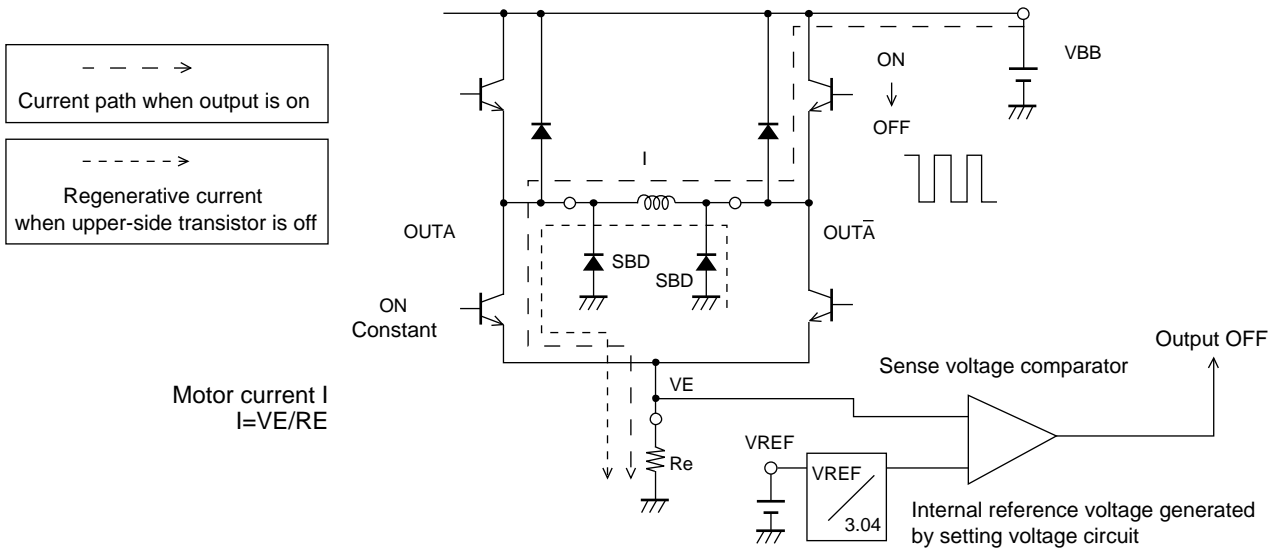 Current path when output is on
Regenerative current
when upper-side transistor is off
VBB
ON
OFF
I
OUTA
OUTA̅
SBD
SBD
ON
Constant
Motor current I
I=VE/RE
VE
Re
Sense voltage comparator
Output OFF
VREF
VREF
3.04
Internal reference voltage generated
by setting voltage circuit